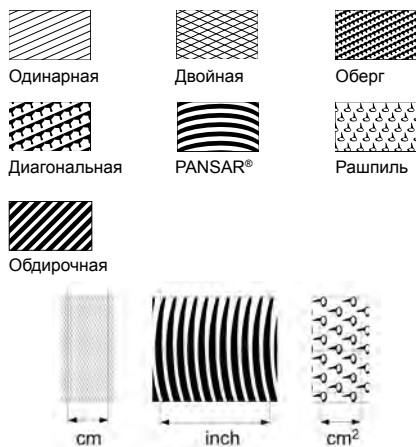 Одинарная
Двойная
Оберг
Диагональная
PANSAR®
Рашпиль
Обдирочная
cm
inch
cm²